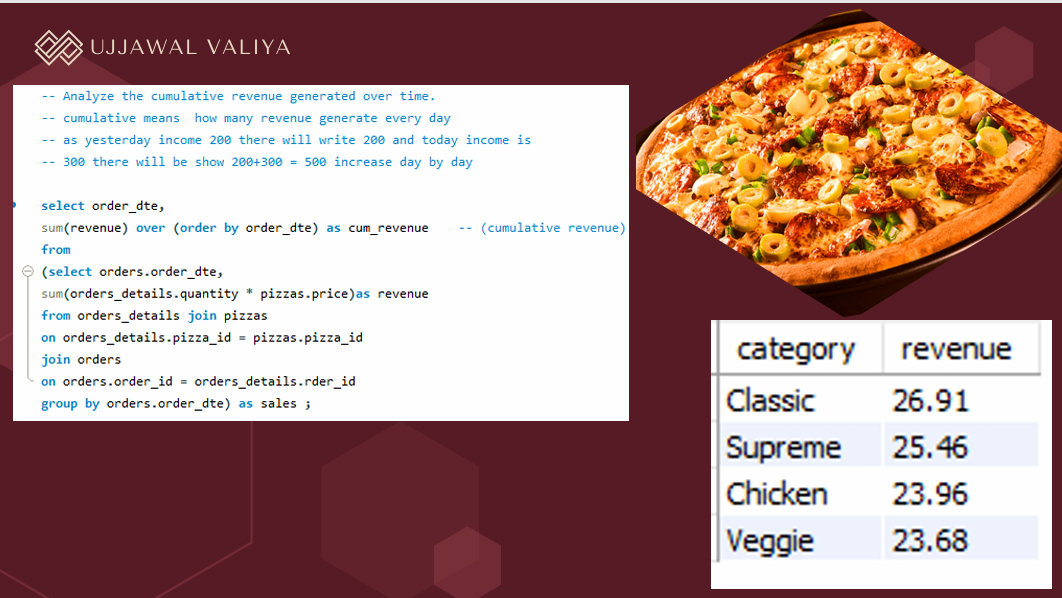 UJJAWAL VALIYA
-- Analyze the cumulative revenue generated over time.
-- cumulative means  how many revenue generate every day
-- as yesterday income 200 there will write 200 and today income is
-- 300 there will be show 200+300 = 500 increase day by day
select order_dte,
sum(revenue) over (order by order_dte) as cum_revenue    -- (cumulative revenue)
from
(select orders.order_dte,
sum(orders_details.quantity * pizzas.price)as revenue
from orders_details join pizzas
on orders_details.pizza_id = pizzas.pizza_id
join orders
on orders.order_id = orders_details.rder_id
group by orders.order_dte) as sales ;
category revenue
Classic 26.91
Supreme 25.46
Chicken 23.96
Veggie 23.68